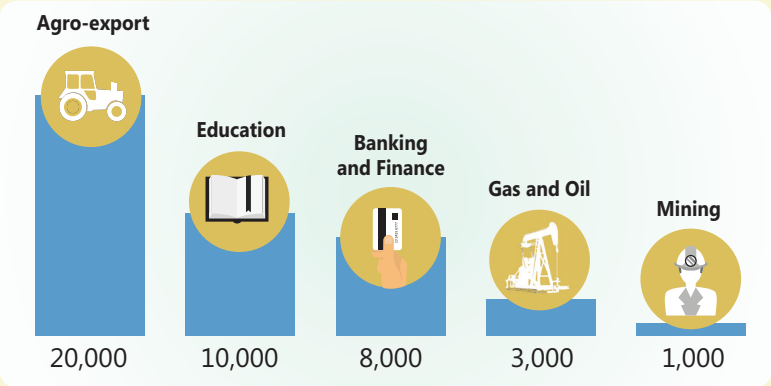 Agro-export
Education
Banking
and Finance
Gas and Oil
Mining
20,000
10,000
8,000
3,000
1,000